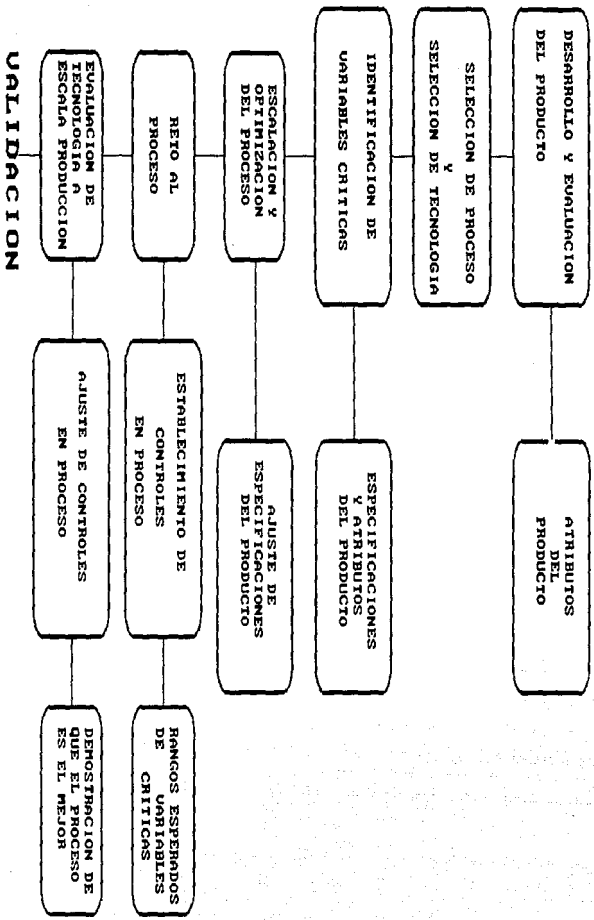 DESARROLLO Y EVALUACION
DEL PRODUCTO
ATRIBUTOS
DEL
PRODUCTO
SELECCION DE PROCESO
Y
SELECCION DE TECNOLOGIA
IDENTIFICACION DE
VARIABLES CRITICAS
ESPECIFICACIONES
Y ATRIBUTOS
DEL PRODUCTO
ESCALACION Y
OPTIMIZACION
DEL PROCESO
AJUSTE DE
ESPECIFICACIONES
DEL PRODUCTO
RETO AL
PROCESO
ESTABLECIMIENTO DE
CONTROLES
EN PROCESO
RANGOS ESPERADOS
DE VARIABLES
CRITICAS
EVALUACION DE
TECNOLOGIA A
ESCALA PRODUCCION
AJUSTE DE CONTROLES
EN PROCESO
DEMOSTRACION DE
QUE EL PROCESO
ES EL MEJOR
VALIDACION